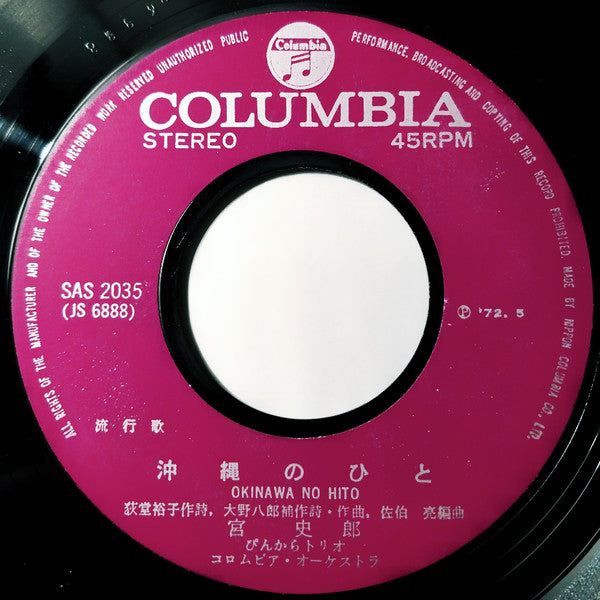 ALL RIGHTS OF THE MANUFACTURER AND OF THE OWNER OF THE RECORDED WORK RESERVED UNAUTHORIZED PUBLIC PERFORMANCE, BROADCASTING AND COPYING OF THIS RECORD PROHIBITED. MADE BY NIPPON COLUMBIA CO., LTD.
Columbia
COLUMBIA
STEREO 45RPM
SAS 2035
(JS 6888)
Ⓟ '72. 5
流行歌
沖縄のひと
OKINAWA NO HITO
荻堂裕子作詩, 大野八郎補作詩・作曲, 佐伯 亮編曲
宮 史郎
ぴんからトリオ
コロムビア・オーケストラ